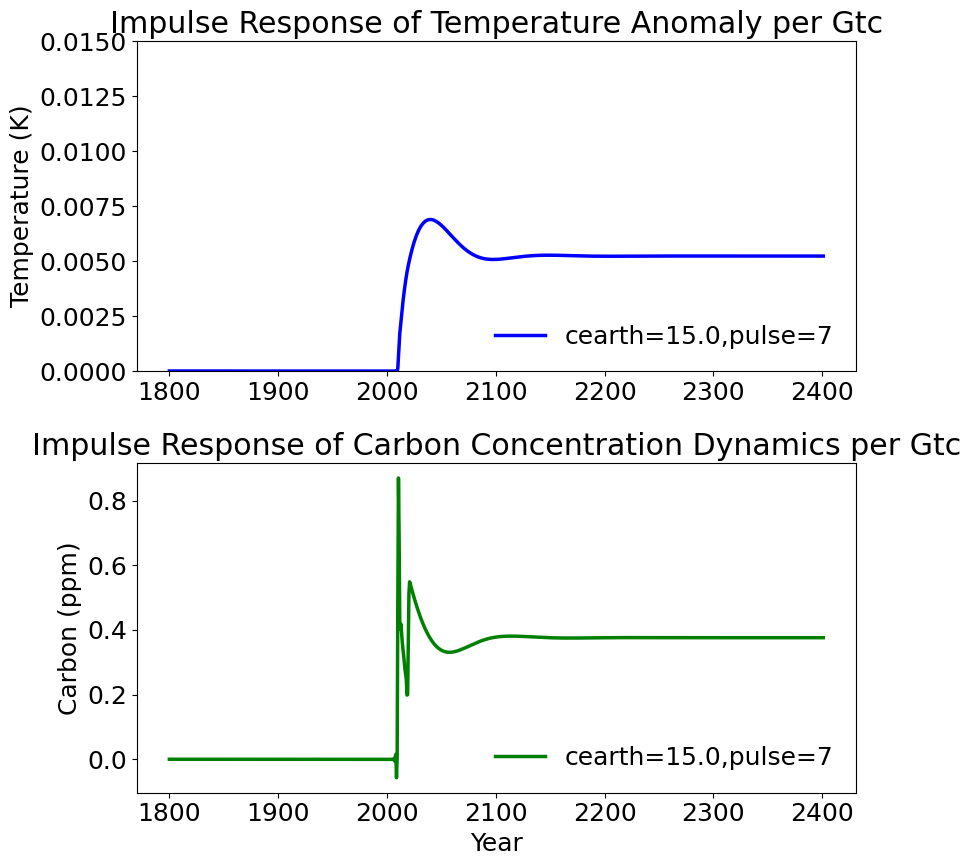 Impulse Response of Temperature Anomaly per Gtc
0.0150
0.0125
0.0100
0.0075
0.0050
0.0025
0.0000
Temperature (K)
cearth=15.0,pulse=7
1800 1900 2000 2100 2200 2300 2400
Impulse Response of Carbon Concentration Dynamics per Gtc
0.8
0.6
0.4
0.2
0.0
Carbon (ppm)
cearth=15.0,pulse=7
1800 1900 2000 2100 2200 2300 2400
Year